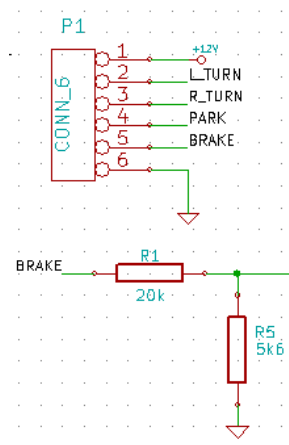 P1
CONN_6
1 +12V
2 L_TURN
3 R_TURN
4 PARK
5 BRAKE
6
BRAKE
R1
20k
R5
5k6